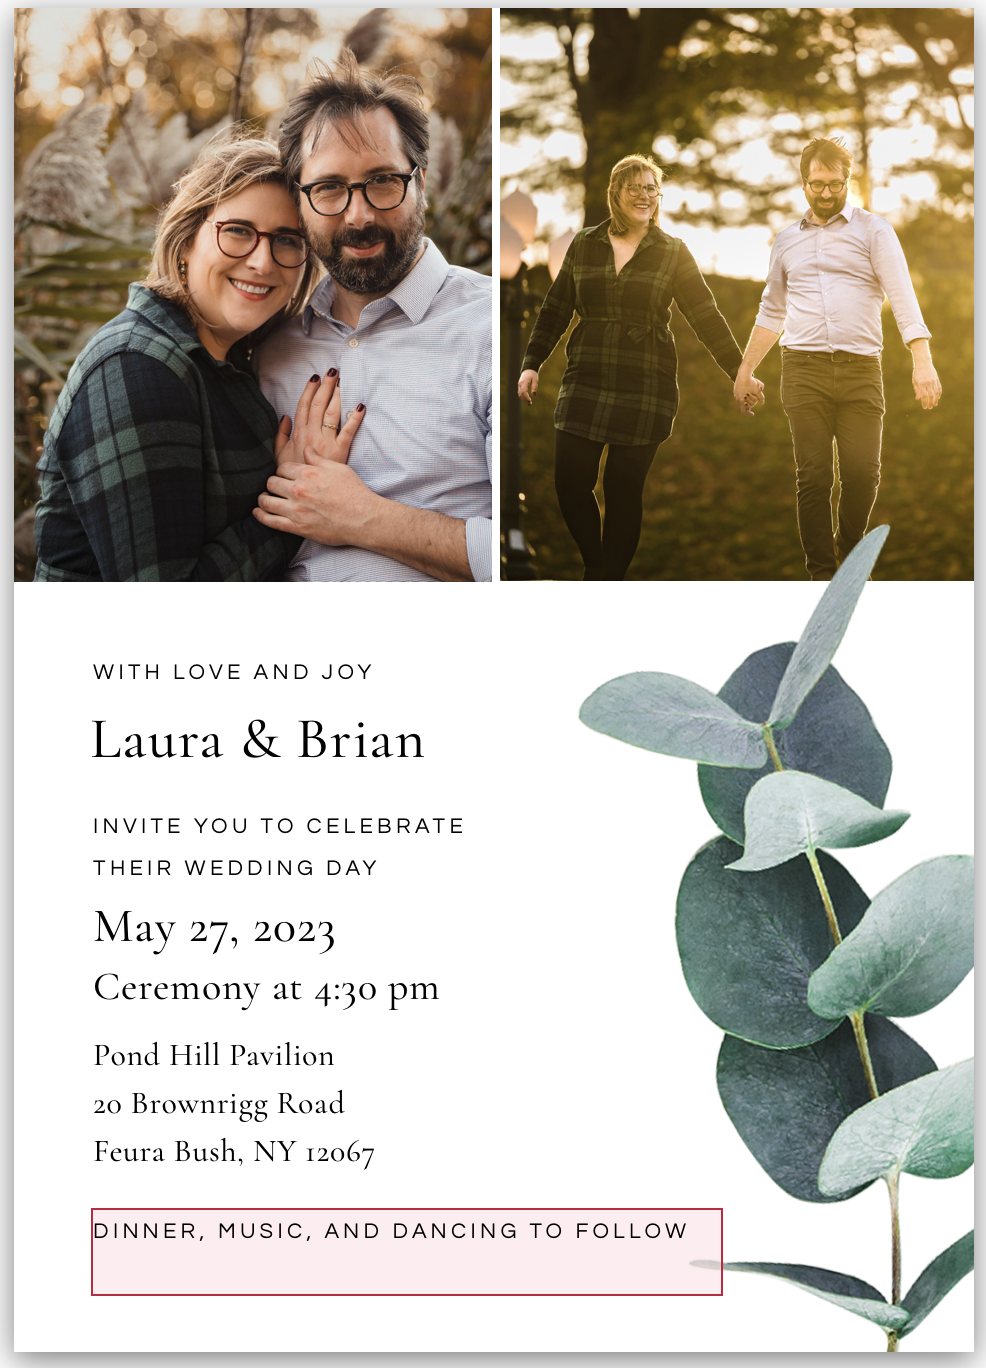 WITH LOVE AND JOY
Laura & Brian
INVITE YOU TO CELEBRATE
THEIR WEDDING DAY
May 27, 2023
Ceremony at 4:30 pm
Pond Hill Pavilion
20 Brownrigg Road
Feura Bush, NY 12067
DINNER, MUSIC, AND DANCING TO FOLLOW